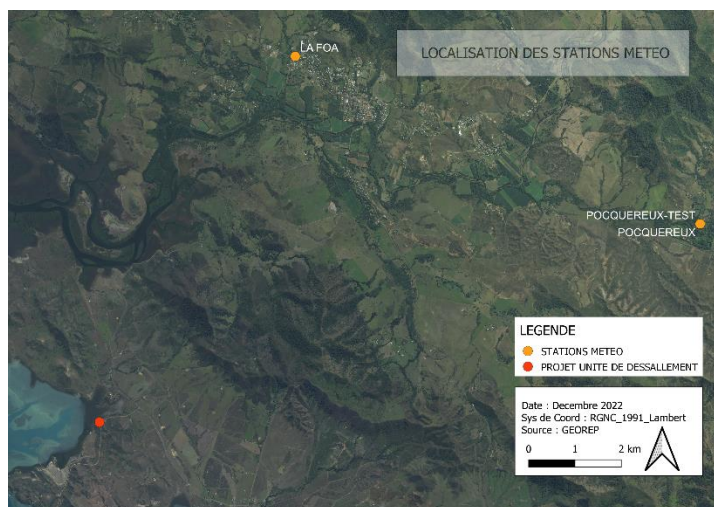 LA FOA
LOCALISATION DES STATIONS METEO
POCQUEREUX-TEST
POCQUEREUX
LEGENDE
STATIONS METEO
PROJET UNITE DE DESSALLEMENT
Date : Decembre 2022
Sys de Coord : RGNC_1991_Lambert
Source : GEOREP
0 1 2 km